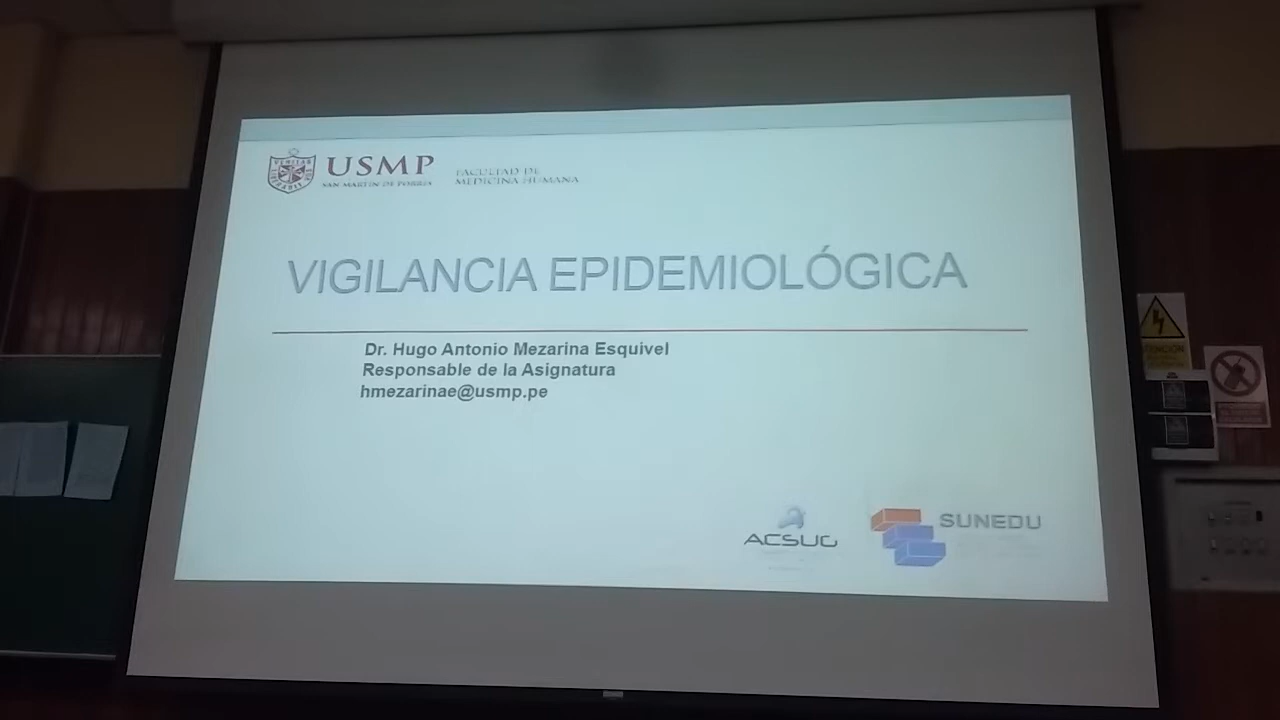 USMP
SAN MARTIN DE PORRES
FACULTAD DE
MEDICINA HUMANA
VIGILANCIA EPIDEMIOLÓGICA
Dr. Hugo Antonio Mezarina Esquivel
Responsable de la Asignatura
hmezarinae@usmp.pe
ACSUG
SUNEDU